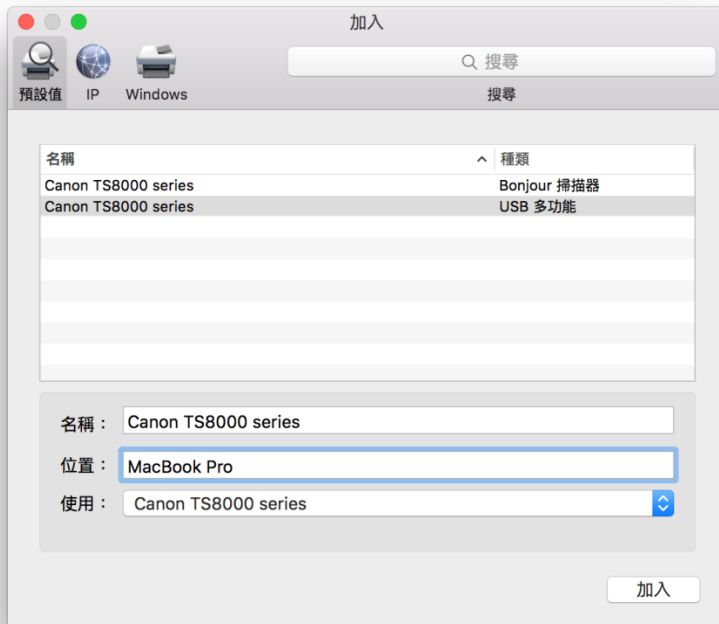 加入
搜尋
預設值 IP Windows 搜尋
名稱 種類
Canon TS8000 series Bonjour 掃描器
Canon TS8000 series USB 多功能
名稱： Canon TS8000 series
位置： MacBook Pro
使用： Canon TS8000 series
加入